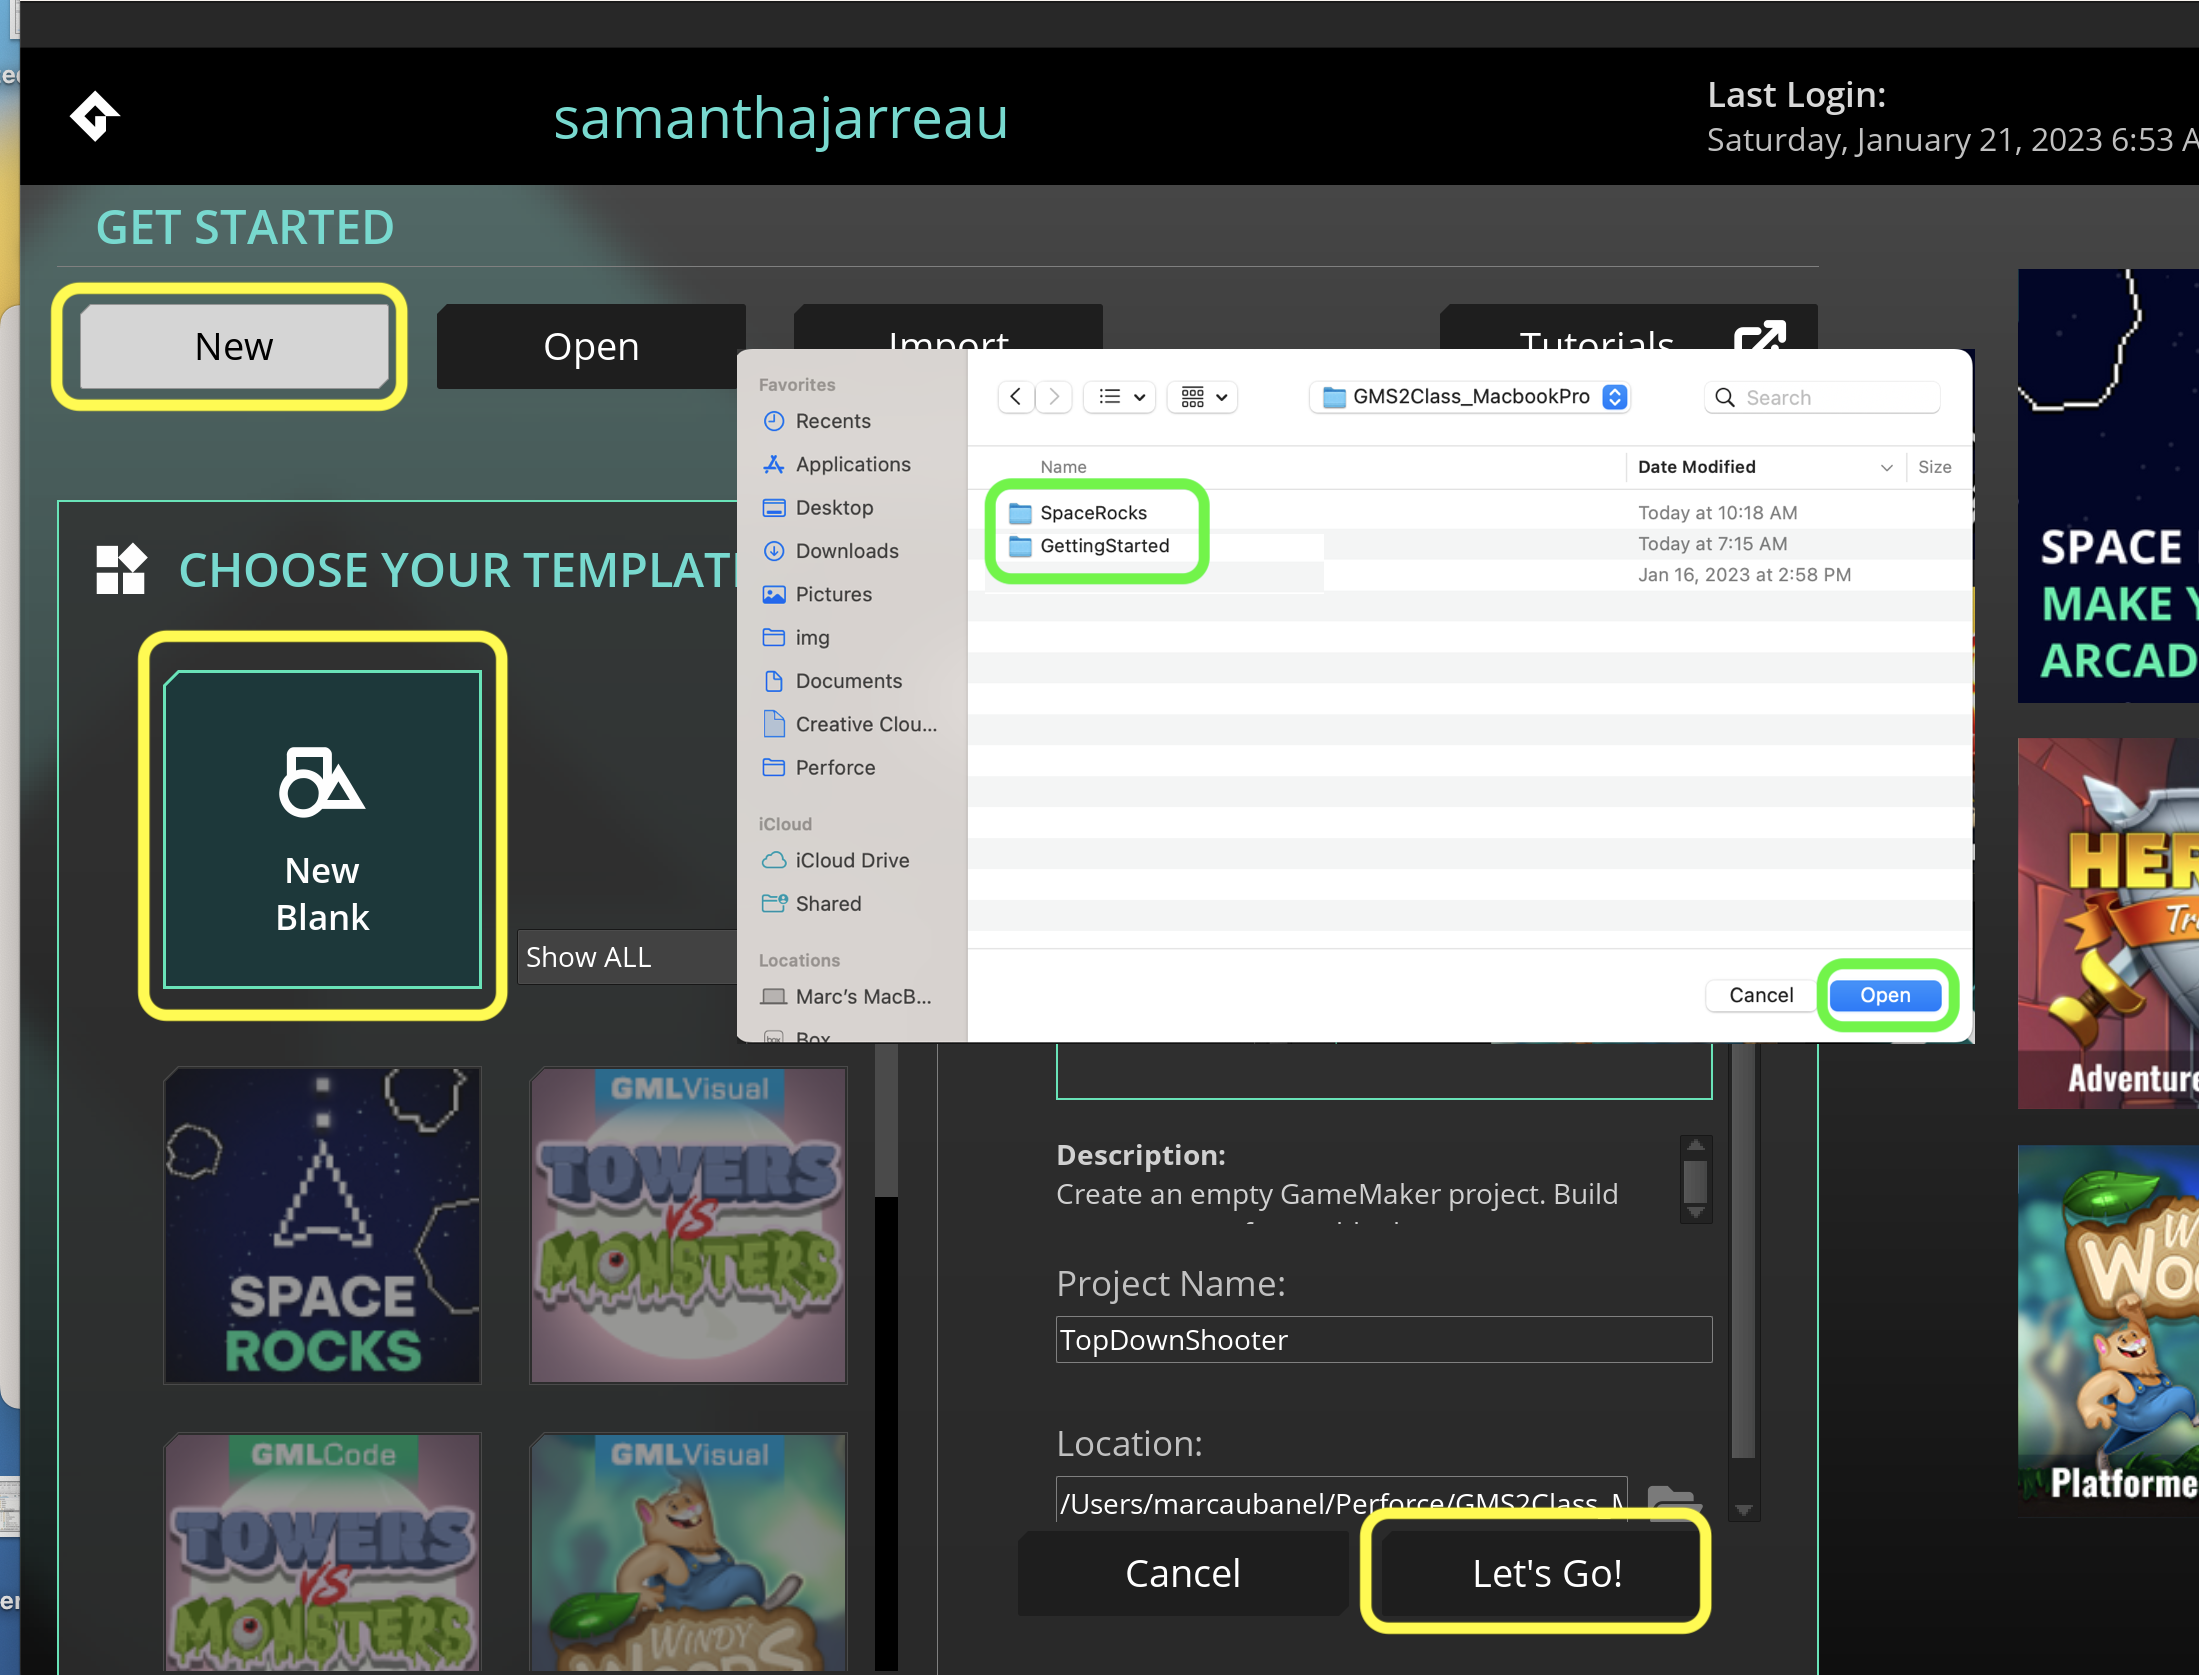 samanthajarreau
Last Login:
Saturday, January 21, 2023 6:53 A
GET STARTED
New
Open
Import
Tutorials
CHOOSE YOUR TEMPLAT
New
Blank
Show ALL
Favorites
Recents
Applications
Desktop
Downloads
Pictures
img
Documents
Creative Clou...
Perforce
iCloud
iCloud Drive
Shared
Locations
Marc's MacB...
Box
GMS2Class_MacbookPro
Search
Name
Date Modified
Size
SpaceRocks
Today at 10:18 AM
GettingStarted
Today at 7:15 AM
Jan 16, 2023 at 2:58 PM
Cancel
Open
SPACE
ROCKS
GMLVisual
TOWERS
VS
MONSTERS
GMLCode
TOWERS
VS
MONSTERS
GMLVisual
WINDY
WOODS
Description:
Create an empty GameMaker project. Build
Project Name:
TopDownShooter
Location:
/Users/marcaubanel/Perforce/GMS2Class_M
Cancel
Let's Go!
SPACE
MAKE Y
ARCAD
HER
Tr
Adventure
W
Woo
Platforme